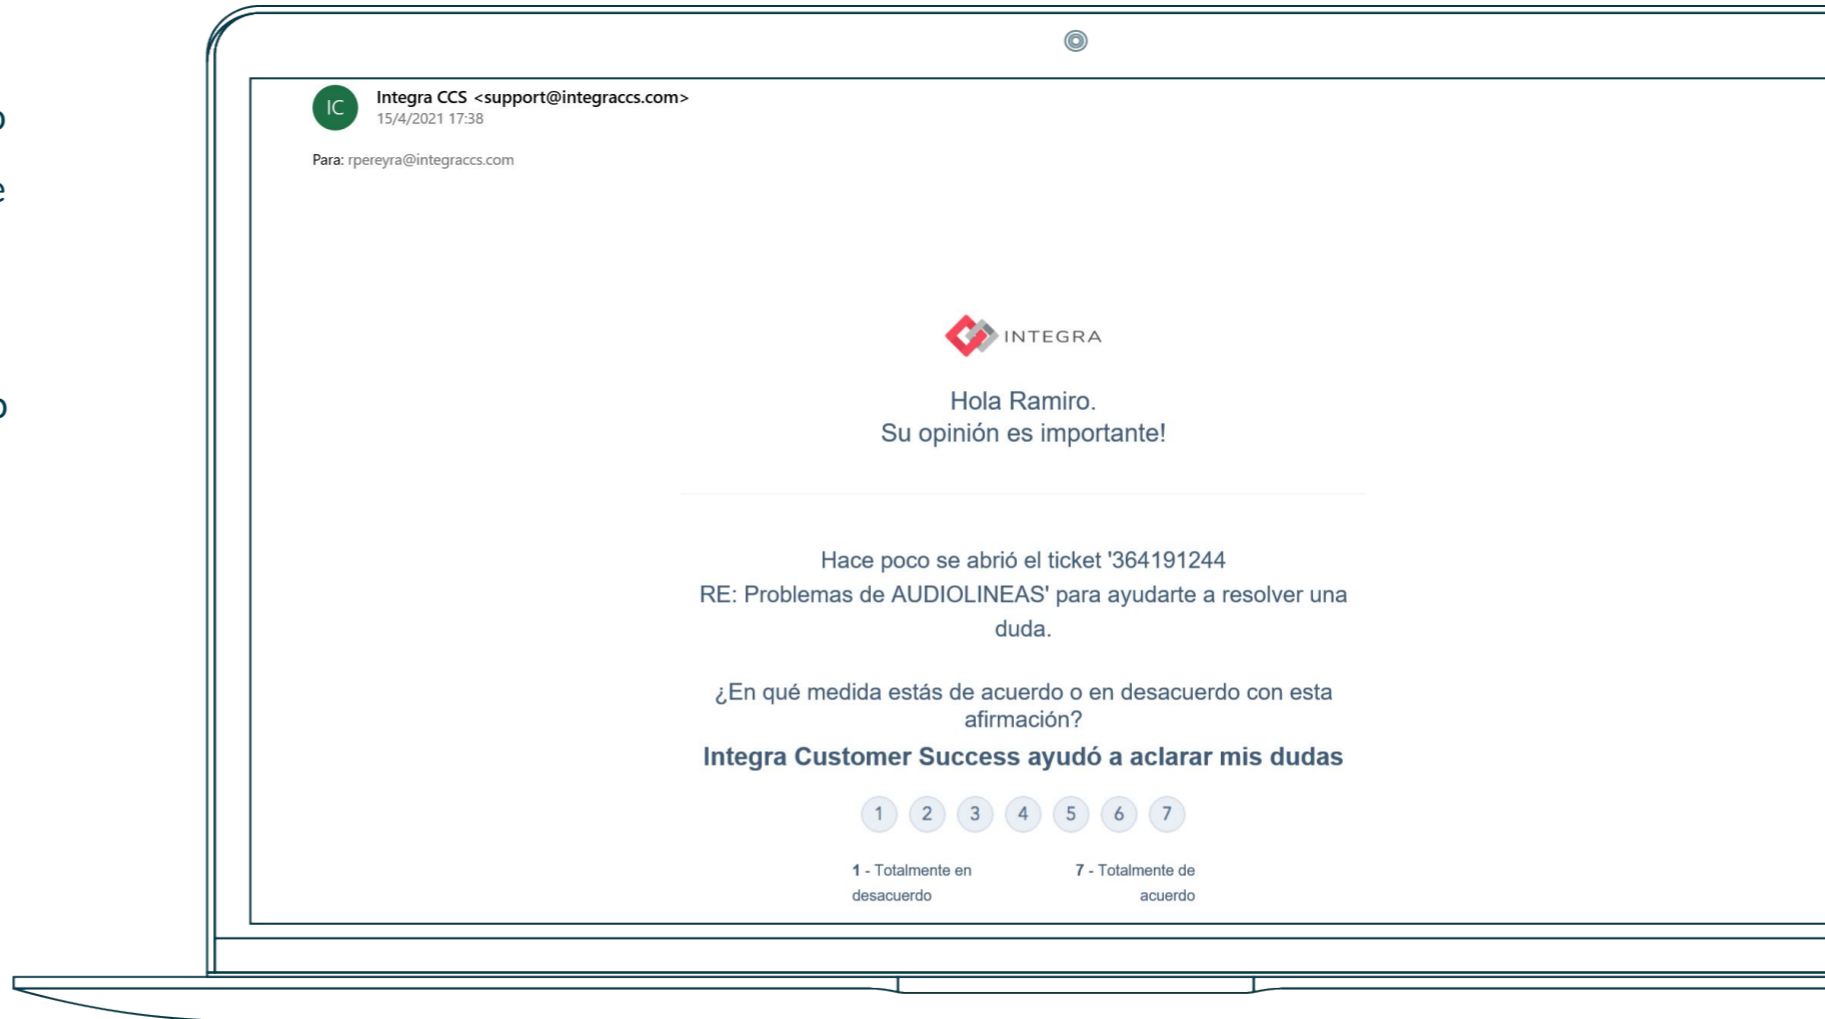 IC
Integra CCS <support@integraccs.com>
15/4/2021 17:38
Para: rpereyra@integraccs.com
INTEGRA
Hola Ramiro.
Su opinión es importante!
Hace poco se abrió el ticket '364191244
RE: Problemas de AUDIOLINEAS' para ayudarte a resolver una
duda.
¿En qué medida estás de acuerdo o en desacuerdo con esta
afirmación?
Integra Customer Success ayudó a aclarar mis dudas
1 2 3 4 5 6 7
1 - Totalmente en
desacuerdo
7 - Totalmente de
acuerdo